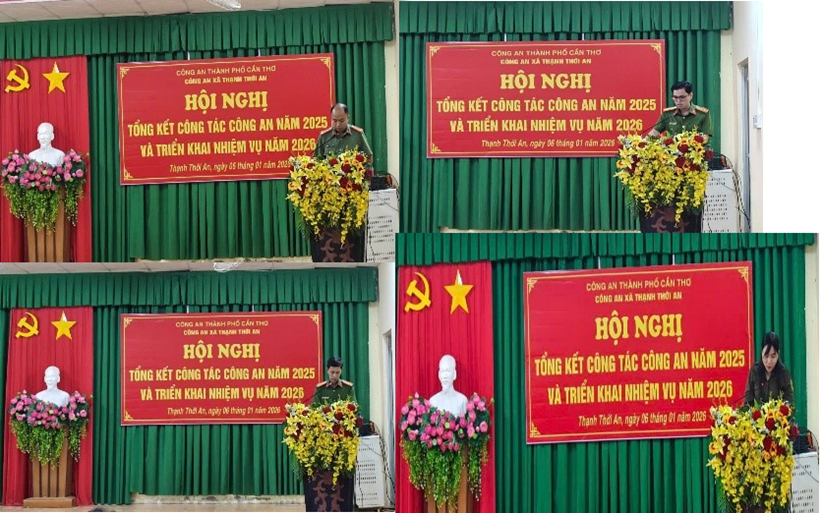 CÔNG AN THÀNH PHỐ CẦN THƠ
CÔNG AN XÃ THẠNH THỚI AN
HỘI NGHỊ
TỔNG KẾT CÔNG TÁC CÔNG AN NĂM 2025
VÀ TRIỂN KHAI NHIỆM VỤ NĂM 2026
Thạnh Thới An, ngày 06 tháng 01 năm 2026
CÔNG AN THÀNH PHỐ CẦN THƠ
CÔNG AN XÃ THẠNH THỚI AN
HỘI NGHỊ
TỔNG KẾT CÔNG TÁC CÔNG AN NĂM 2025
VÀ TRIỂN KHAI NHIỆM VỤ NĂM 2026
Thạnh Thới An, ngày 06 tháng 01 năm 2026
CÔNG AN THÀNH PHỐ CẦN THƠ
CÔNG AN XÃ THẠNH THỚI AN
HỘI NGHỊ
TỔNG KẾT CÔNG TÁC CÔNG AN NĂM 2025
VÀ TRIỂN KHAI NHIỆM VỤ NĂM 2026
Thạnh Thới An, ngày 06 tháng 01 năm 2026
CÔNG AN THÀNH PHỐ CẦN THƠ
CÔNG AN XÃ THẠNH THỚI AN
HỘI NGHỊ
TỔNG KẾT CÔNG TÁC CÔNG AN NĂM 2025
VÀ TRIỂN KHAI NHIỆM VỤ NĂM 2026
Thạnh Thới An, ngày 06 tháng 01 năm 2026